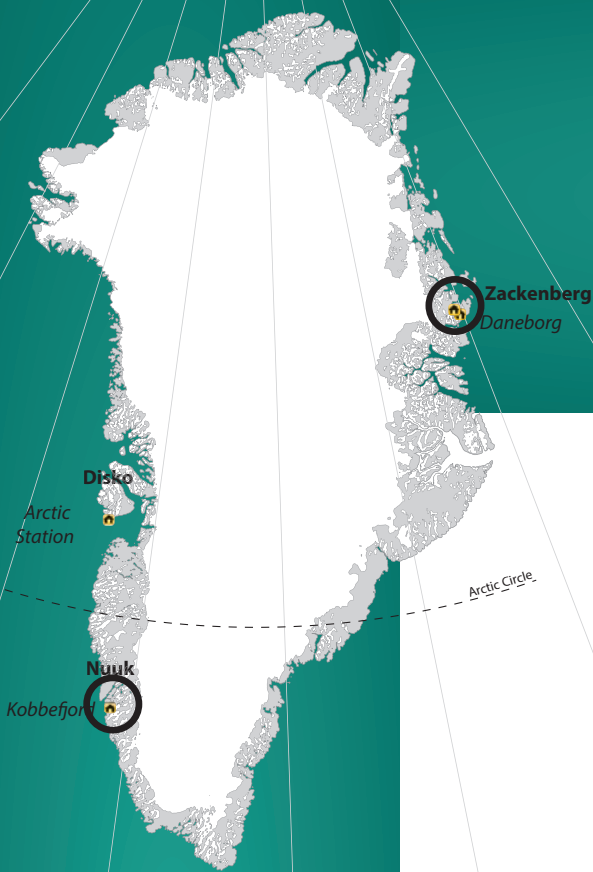 Zackenberg
Daneborg
Disko
Arctic
Station
Arctic Circle
Nuuk
Kobbefjord